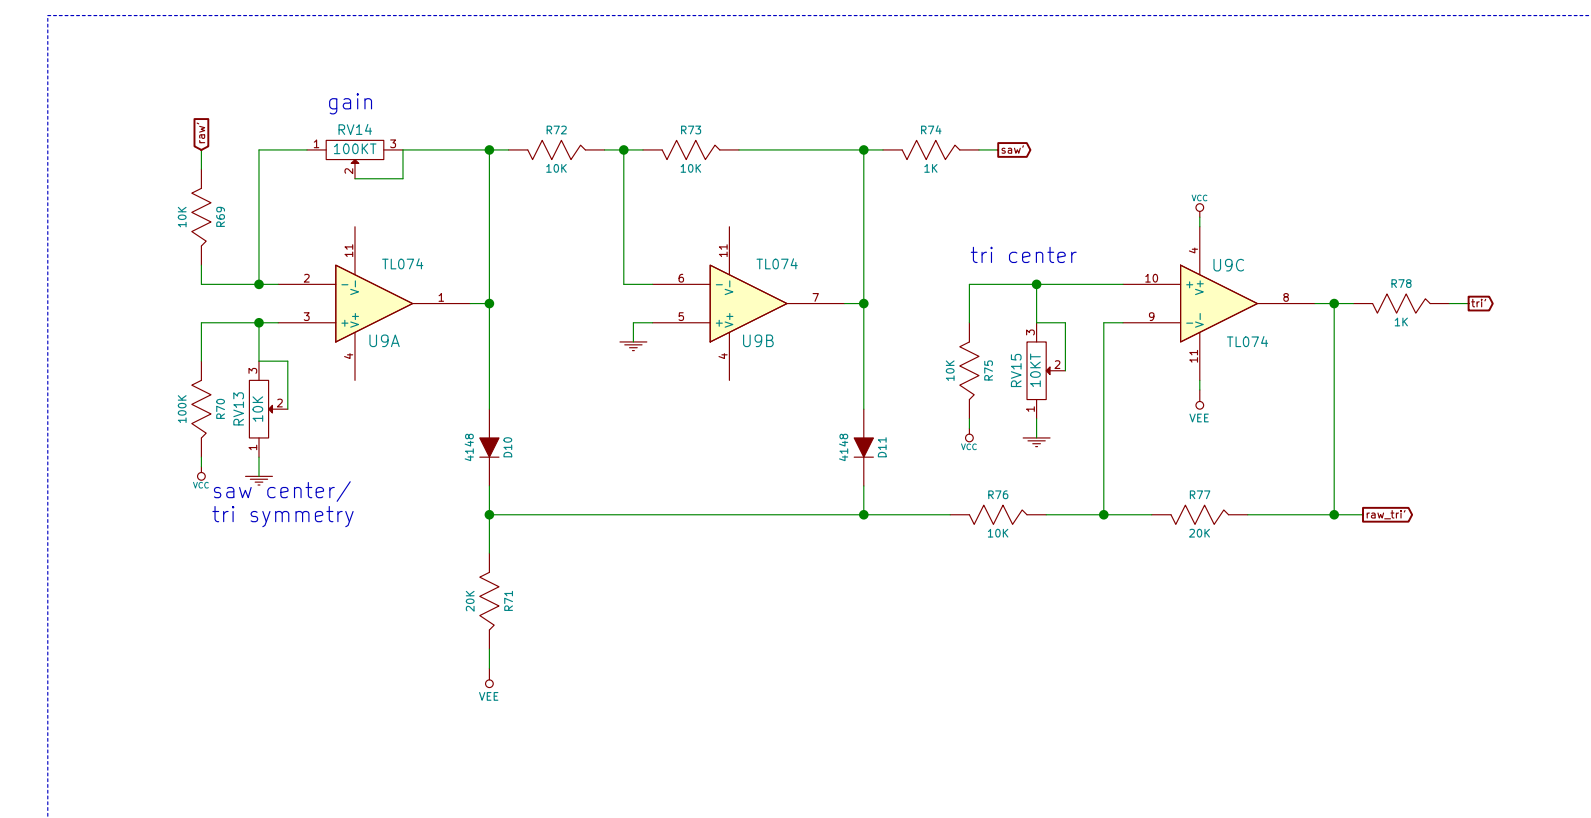 gain
raw'
RV14
1
100KT
3
2
R72
10K
R73
10K
R74
1K
saw'
10K
R69
11
TL074
2
-
V-
1
3
+
V+
4
U9A
100K
R70
VCC
3
RV13
10K
2
1
saw center/
tri symmetry
4148
D10
11
TL074
6
-
V-
7
5
+
V+
4
U9B
4148
D11
tri center
VCC
4
U9C
10
+
V+
8
9
-
V-
TL074
11
VEE
R78
1K
tri'
10K
R75
VCC
3
RV15
10KT
2
1
R76
10K
R77
20K
raw_tri'
20K
R71
VEE